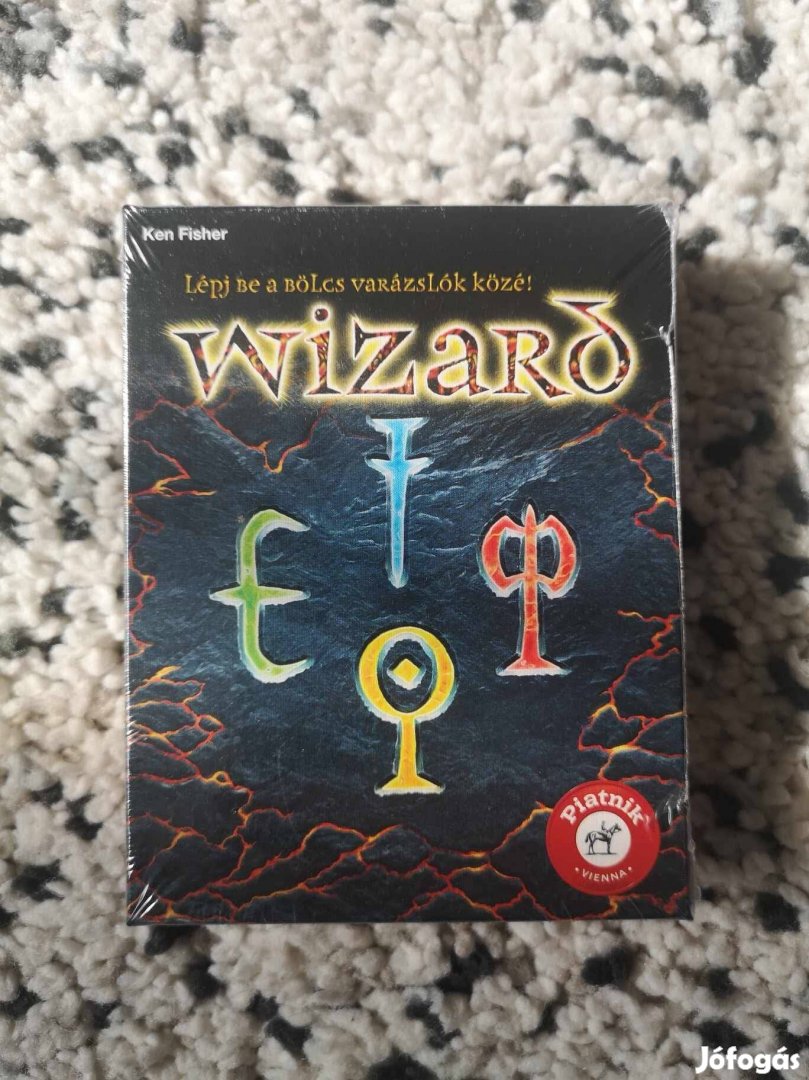 Ken Fisher
Lépj be a bölcs varázslók közé!
WizarD
Piatnik
· VIENNA ·
Jófogás